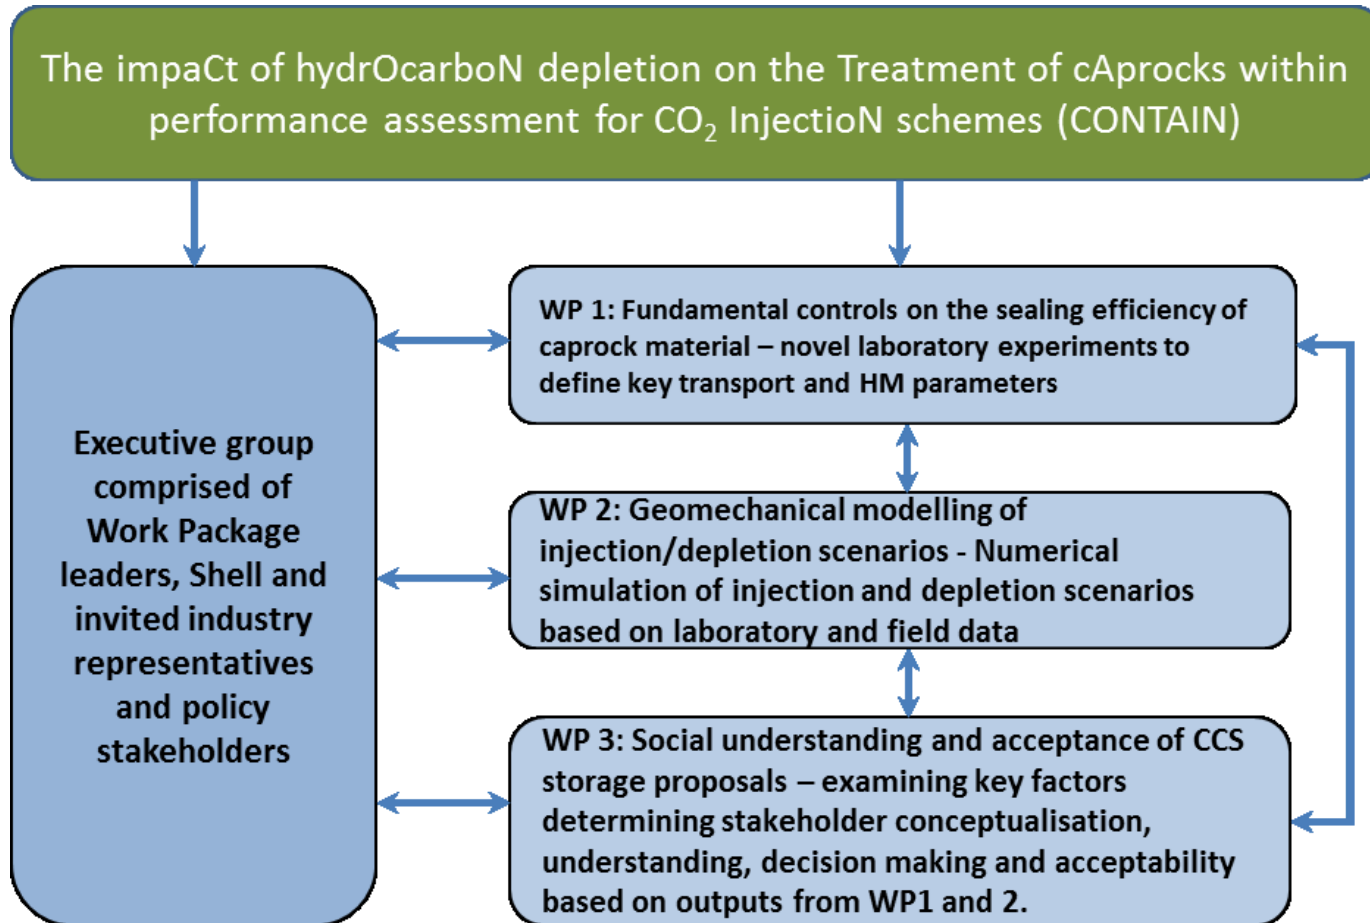 The impaCt of hydrOcarboN depletion on the Treatment of cAprocks within
performance assessment for CO₂ InjectioN schemes (CONTAIN)
Executive group
comprised of
Work Package
leaders, Shell and
invited industry
representatives
and policy
stakeholders
WP 1: Fundamental controls on the sealing efficiency of
caprock material – novel laboratory experiments to
define key transport and HM parameters
WP 2: Geomechanical modelling of
injection/depletion scenarios - Numerical
simulation of injection and depletion scenarios
based on laboratory and field data
WP 3: Social understanding and acceptance of CCS
storage proposals – examining key factors
determining stakeholder conceptualisation,
understanding, decision making and acceptability
based on outputs from WP1 and 2.